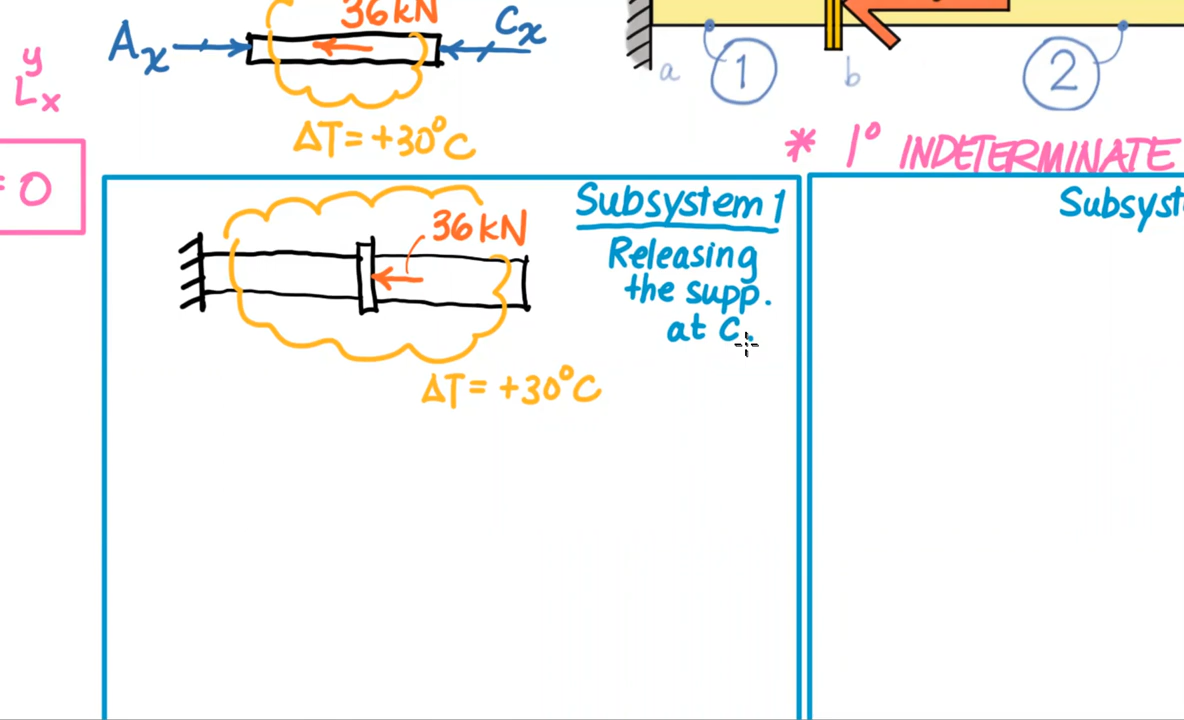 36kN
Aₓ
Cₓ
y
Lₓ
ΔT = +30°C
= 0
1
2
a
b
* 1° INDETERMINATE
Subsystem 1
Releasing
the supp.
at C.
36kN
ΔT = +30°C